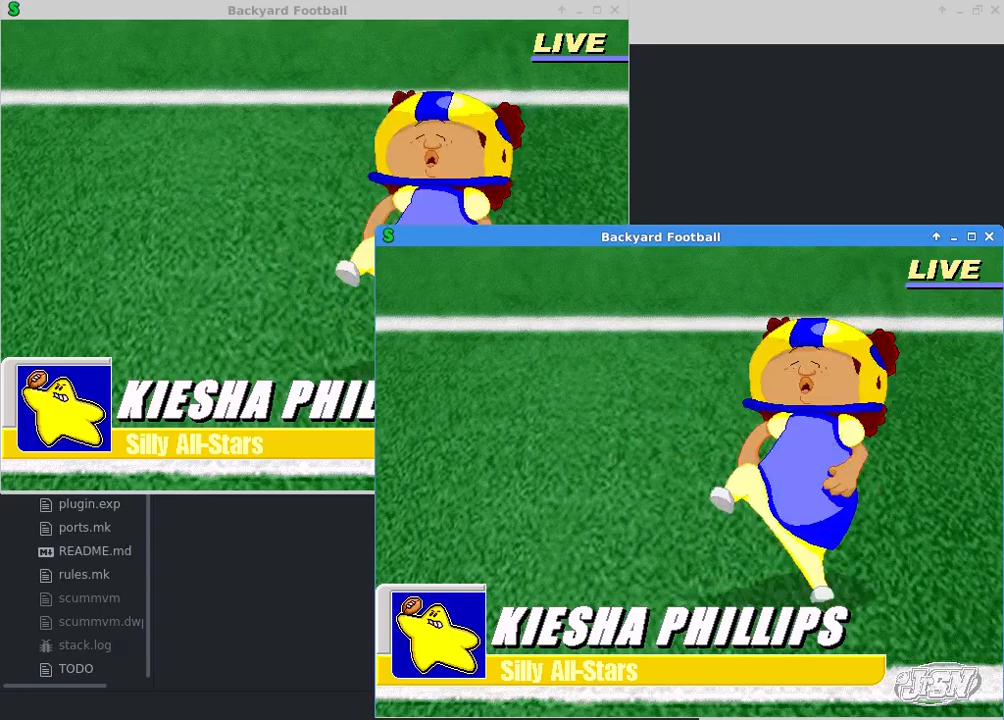 Backyard Football
LIVE
KIESHA PHIL
Silly All-Stars
Backyard Football
LIVE
KIESHA PHILLIPS
Silly All-Stars
JSN
plugin.exp
ports.mk
README.md
rules.mk
scummvm
scummvm.dw
stack.log
TODO